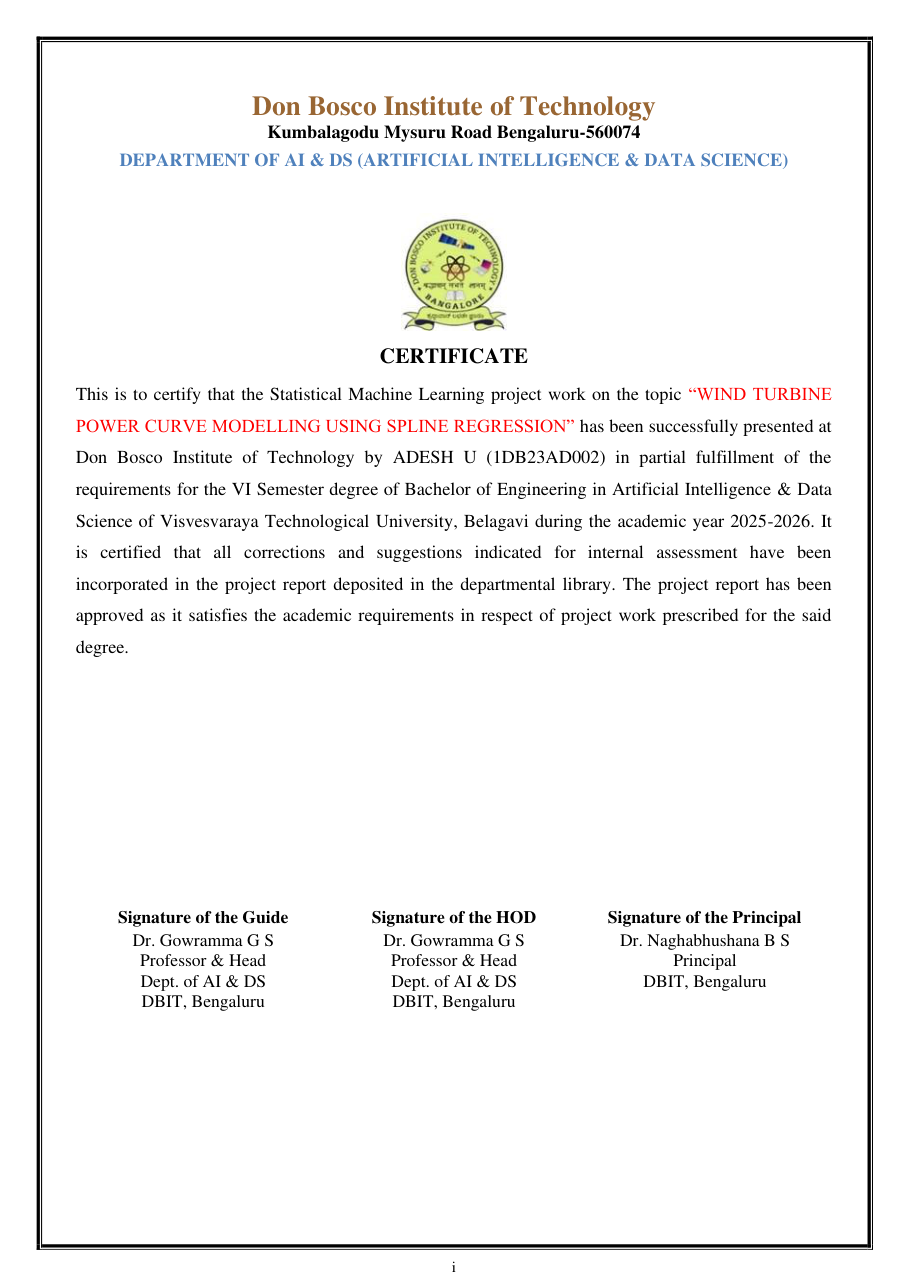 Don Bosco Institute of Technology
Kumbalagodu Mysuru Road Bengaluru-560074
DEPARTMENT OF AI & DS (ARTIFICIAL INTELLIGENCE & DATA SCIENCE)
DON BOSCO INSTITUTE OF TECHNOLOGY
BANGALORE
CERTIFICATE
This is to certify that the Statistical Machine Learning project work on the topic “WIND TURBINE
POWER CURVE MODELLING USING SPLINE REGRESSION” has been successfully presented at
Don Bosco Institute of Technology by ADESH U (1DB23AD002) in partial fulfillment of the
requirements for the VI Semester degree of Bachelor of Engineering in Artificial Intelligence & Data
Science of Visvesvaraya Technological University, Belagavi during the academic year 2025-2026. It
is certified that all corrections and suggestions indicated for internal assessment have been
incorporated in the project report deposited in the departmental library. The project report has been
approved as it satisfies the academic requirements in respect of project work prescribed for the said
degree.
Signature of the Guide
Dr. Gowramma G S
Professor & Head
Dept. of AI & DS
DBIT, Bengaluru
Signature of the HOD
Dr. Gowramma G S
Professor & Head
Dept. of AI & DS
DBIT, Bengaluru
Signature of the Principal
Dr. Naghabhushana B S
Principal
DBIT, Bengaluru
i